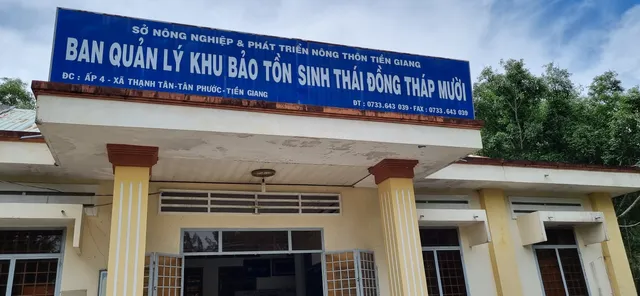 SỞ NÔNG NGHIỆP & PHÁT TRIỂN NÔNG THÔN TIỀN GIANG
BAN QUẢN LÝ KHU BẢO TỒN SINH THÁI ĐỒNG THÁP MƯỜI
ĐC : ẤP 4 - XÃ THẠNH TÂN-TÂN PHƯỚC-TIỀN GIANG
ĐT : 0733.643 039 - FAX : 0733.643 039